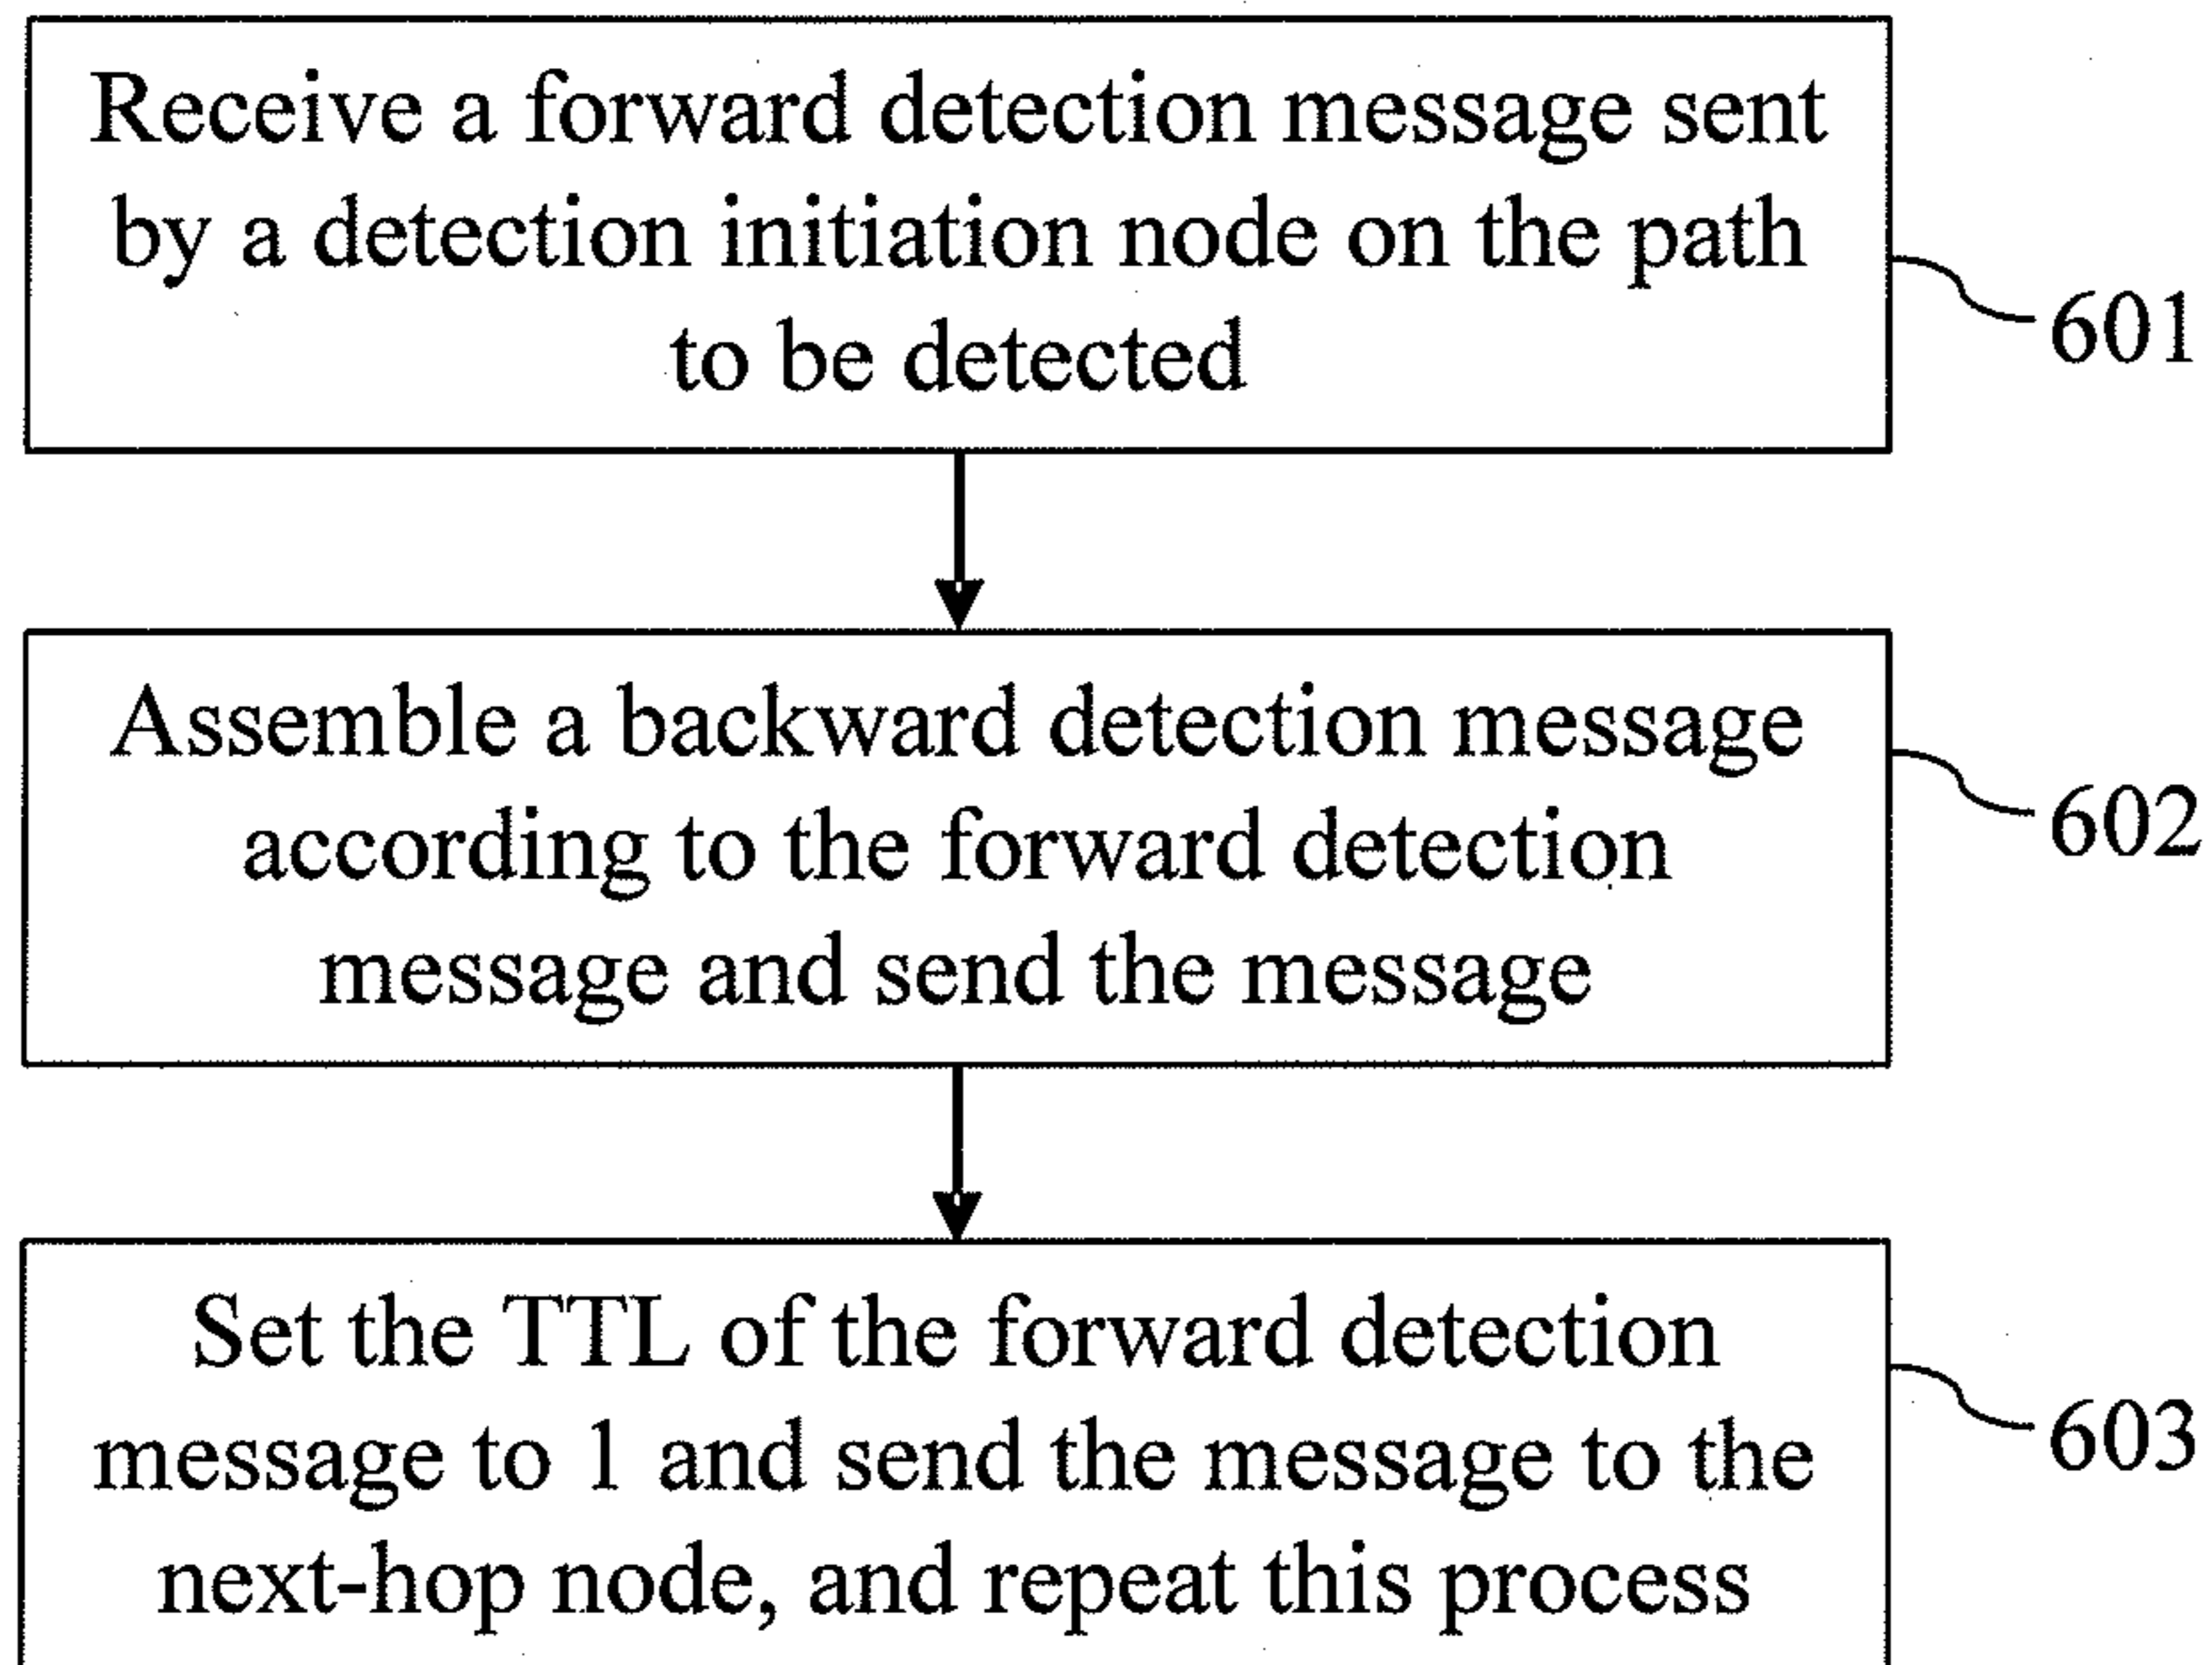 Receive a forward detection message sent
by a detection initiation node on the path
to be detected
601
Assemble a backward detection message
according to the forward detection
message and send the message
602
Set the TTL of the forward detection
message to 1 and send the message to the
next-hop node, and repeat this process
603